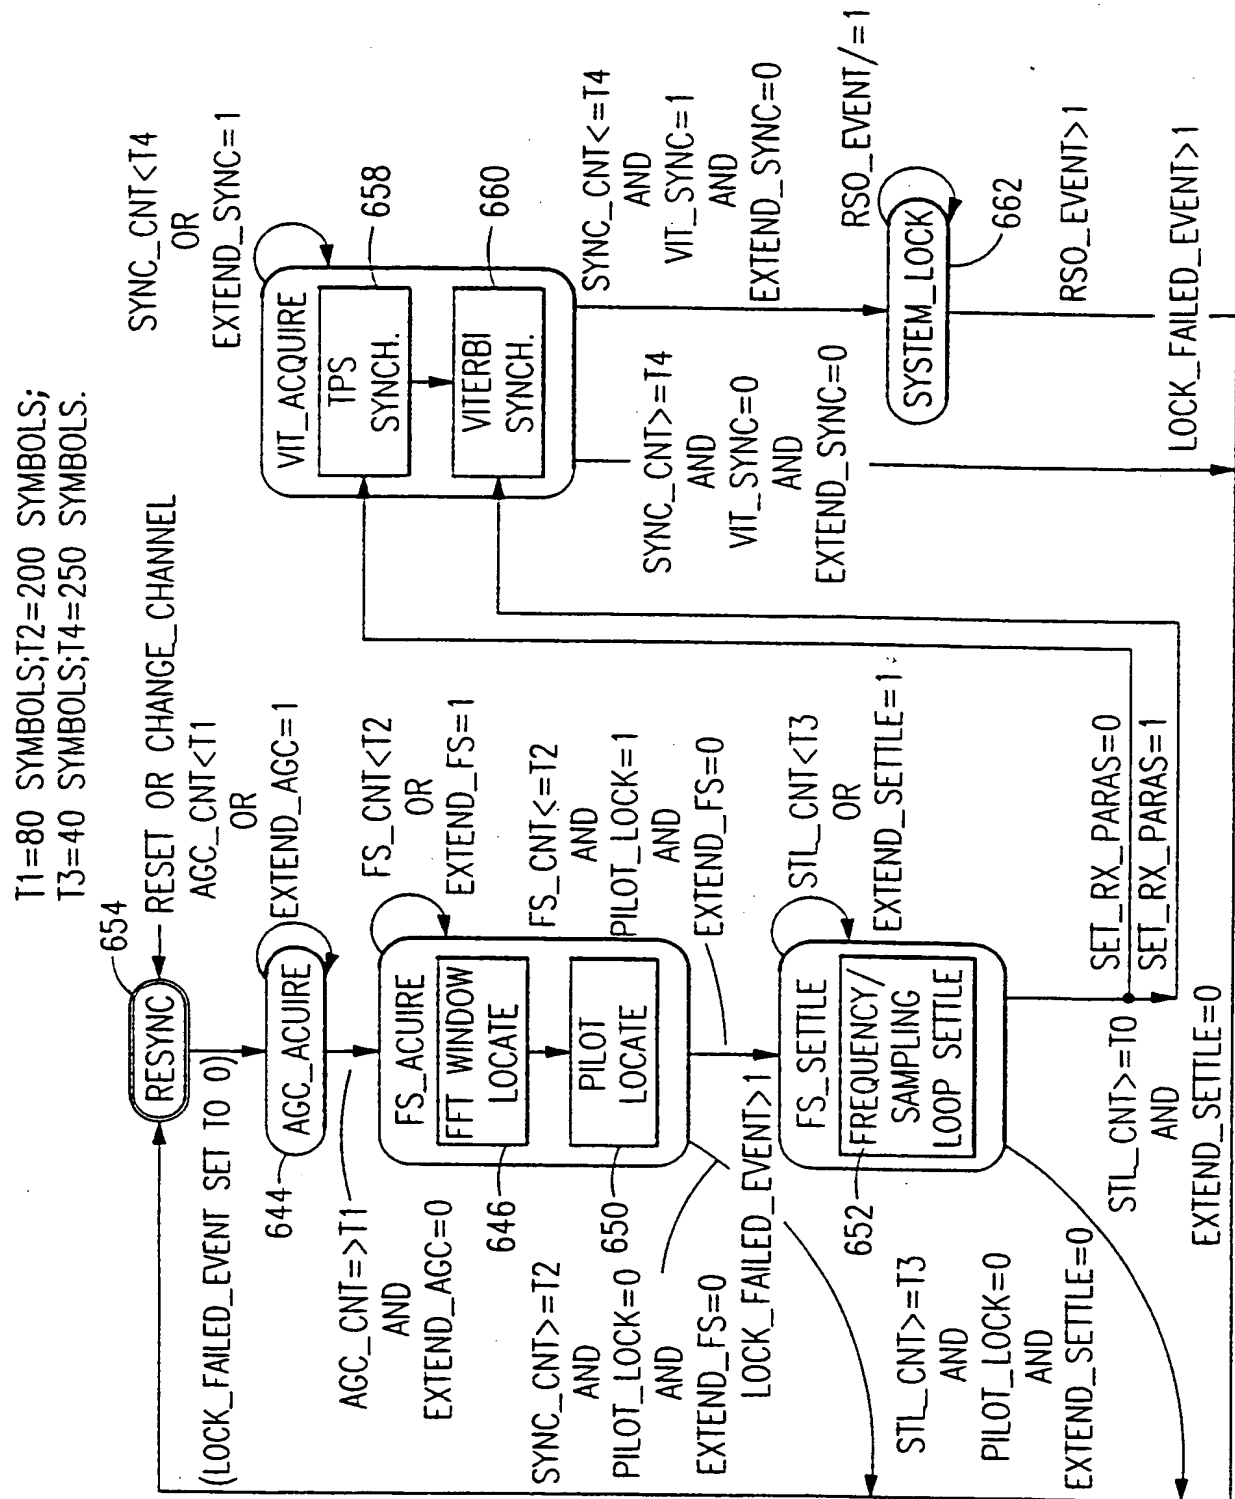 T1=80 SYMBOLS;T2=200 SYMBOLS;
T3=40 SYMBOLS;T4=250 SYMBOLS.
654
RESYNC
RESET OR CHANGE_CHANNEL
(LOCK_FAILED_EVENT SET TO 0)
AGC_CNT<T1
OR
EXTEND_AGC=1
644
AGC_ACUIRE
AGC_CNT=>T1
AND
EXTEND_AGC=0
FS_CNT<T2
OR
EXTEND_FS=1
FS_ACUIRE
FFT WINDOW
LOCATE
646
PILOT
LOCATE
650
SYNC_CNT>=T2
AND
PILOT_LOCK=0
AND
EXTEND_FS=0
LOCK_FAILED_EVENT>1
FS_CNT<=T2
AND
PILOT_LOCK=1
AND
EXTEND_FS=0
STL_CNT<T3
OR
EXTEND_SETTLE=1
FS_SETTLE
FREQUENCY/
SAMPLING
LOOP SETTLE
652
STL_CNT>=T3
AND
PILOT_LOCK=0
AND
EXTEND_SETTLE=0
STL_CNT>=T0
AND
EXTEND_SETTLE=0
SET_RX_PARAS=0
SET_RX_PARAS=1
SYNC_CNT<T4
OR
EXTEND_SYNC=1
VIT_ACQUIRE
TPS
SYNCH.
658
VITERBI
SYNCH.
660
SYNC_CNT>=T4
AND
VIT_SYNC=0
AND
EXTEND_SYNC=0
SYNC_CNT<=T4
AND
VIT_SYNC=1
AND
EXTEND_SYNC=0
RSO_EVENT/=1
SYSTEM_LOCK
662
RSO_EVENT>1
LOCK_FAILED_EVENT>1